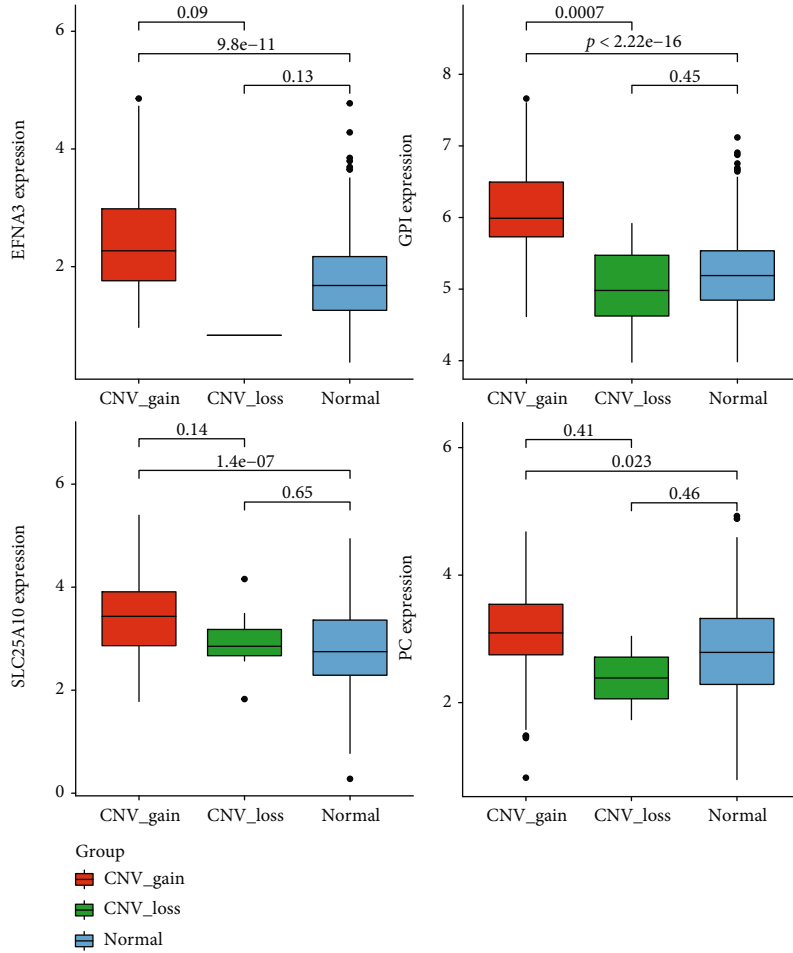 0.09
9.8e−11
0.13
6
4
2
EFNA3 expression
CNV_gain CNV_loss Normal
0.0007
p < 2.22e−16
0.45
8
7
6
5
4
GPI expression
CNV_gain CNV_loss Normal
0.14
1.4e−07
0.65
6
4
2
0
SLC25A10 expression
CNV_gain CNV_loss Normal
0.41
0.023
0.46
6
4
2
PC expression
CNV_gain CNV_loss Normal
Group
CNV_gain
CNV_loss
Normal